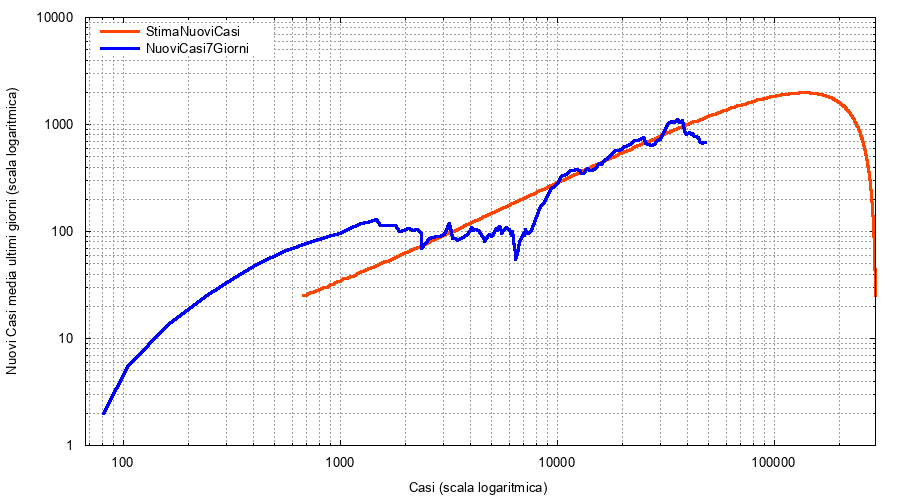 10000
StimaNuoviCasi
NuoviCasi7Giorni
1000
100
10
1
Nuovi Casi media ultimi giorni (scala logaritmica)
100
1000
10000
100000
Casi (scala logaritmica)